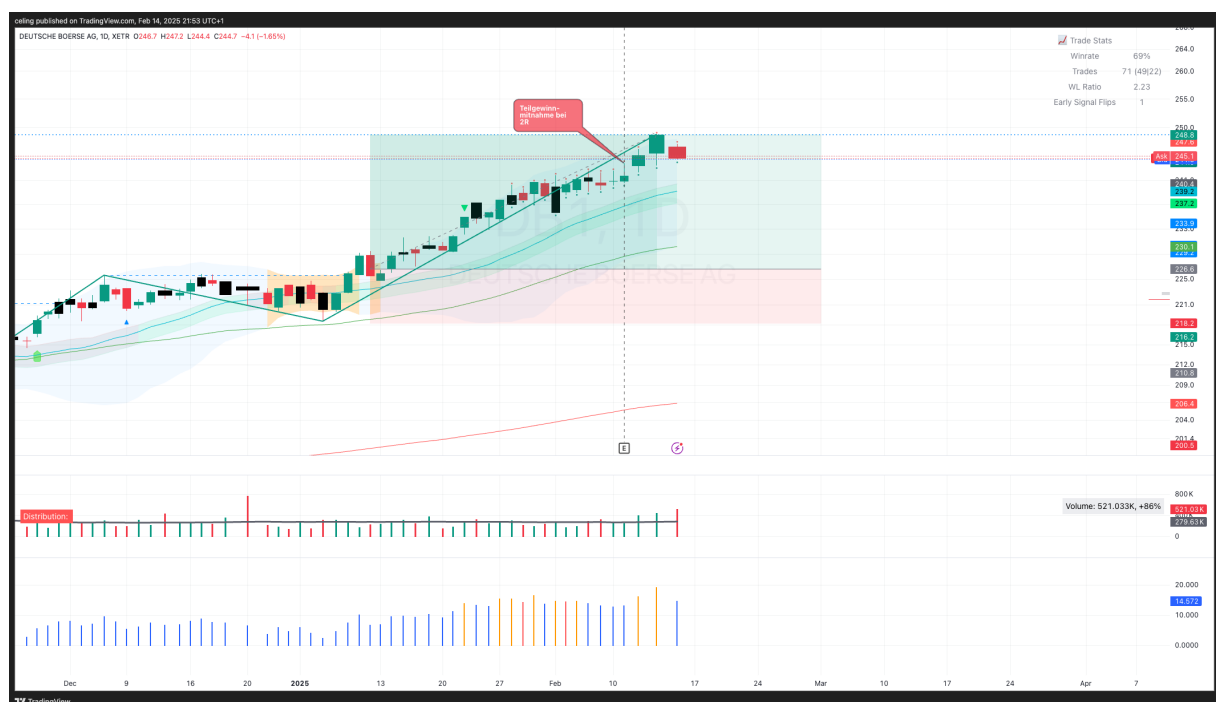 celing published on TradingView.com, Feb 14, 2025 21:53 UTC+1
DEUTSCHE BOERSE AG, 1D, XETR O246.7 H247.2 L244.4 C244.7 −4.1 (−1.65%)
Trade Stats
Winrate 69%
Trades 71 (49|22)
WL Ratio 2.23
Early Signal Flips 1
Teilgewinn-
mitnahme bei
2R
DB1, 1D
DEUTSCHE BOERSE AG
264.0
260.0
255.0
250.0
248.8
247.6
Ask 245.1
240.4
239.2
237.2
233.9
233.0
230.1
229.2
226.6
225.0
221.0
218.2
216.2
215.0
212.0
210.8
209.0
206.4
204.0
201.4
200.5
E
Distribution:
Volume: 521.033K, +86%
800 K
521.03 K
279.63 K
0
20.000
14.572
10.000
0.0000
Dec 9 16 20 2025 13 20 27 Feb 10 17 24 Mar 10 17 24 Apr 7
TradingView